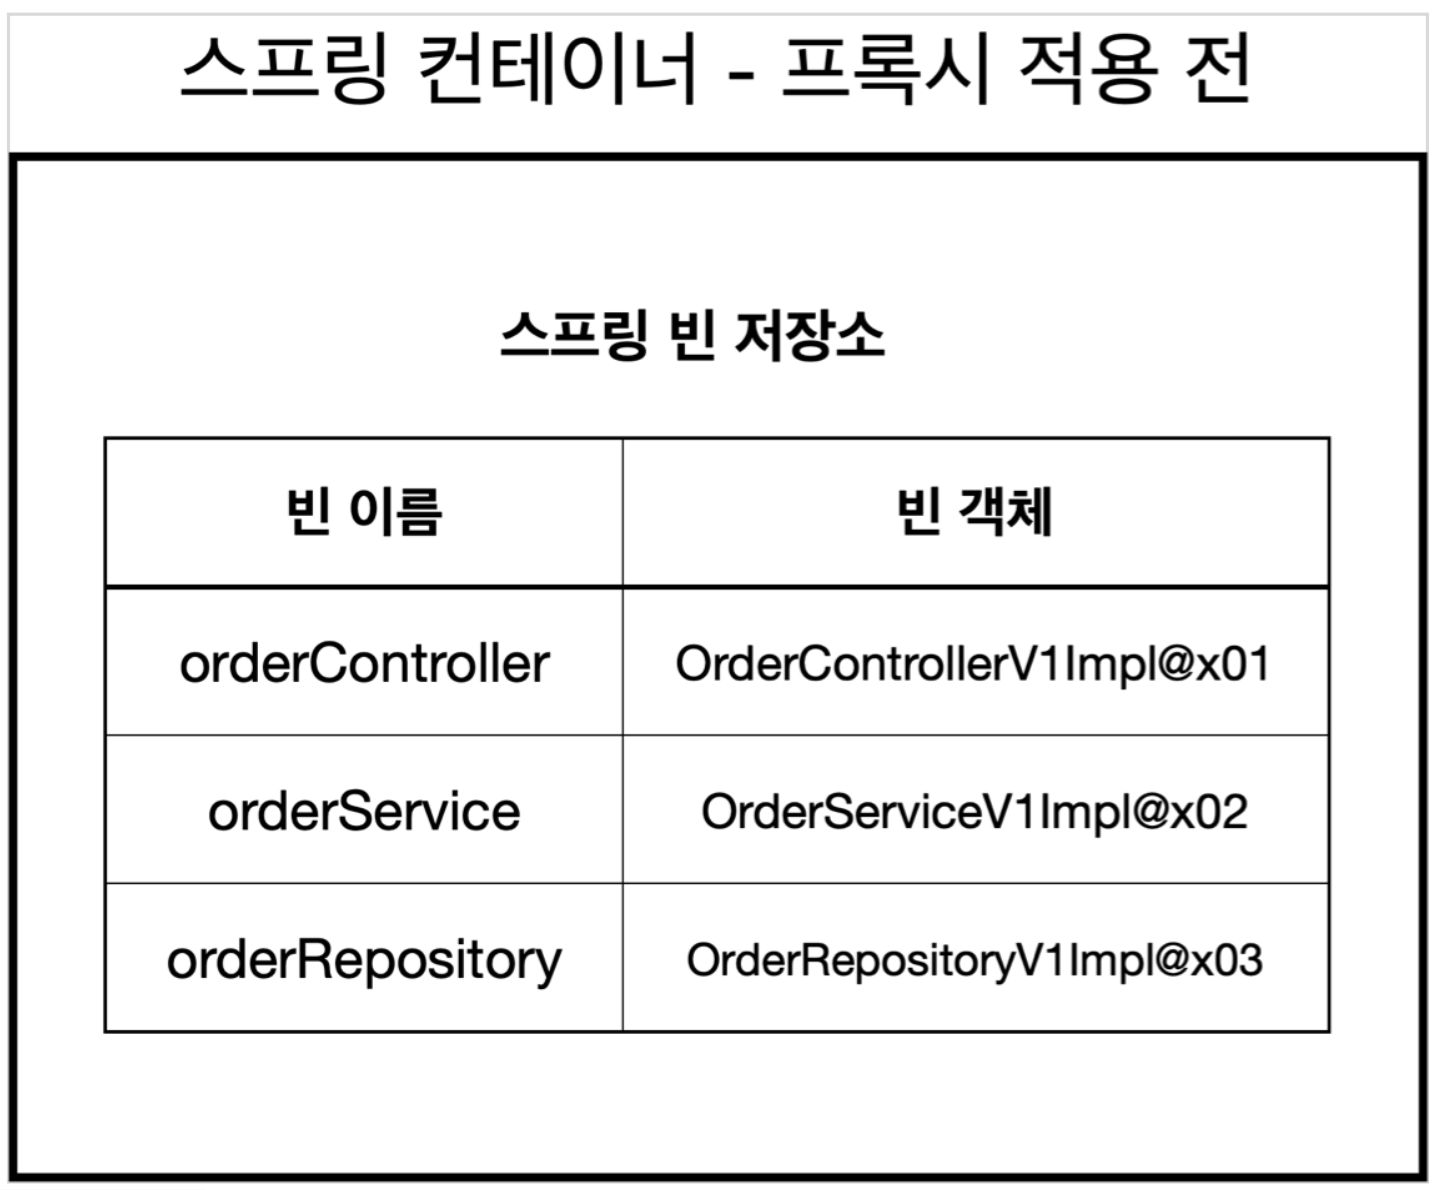 스프링 컨테이너 - 프록시 적용 전
스프링 빈 저장소
빈 이름 빈 객체
orderController OrderControllerV1Impl@x01
orderService OrderServiceV1Impl@x02
orderRepository OrderRepositoryV1Impl@x03